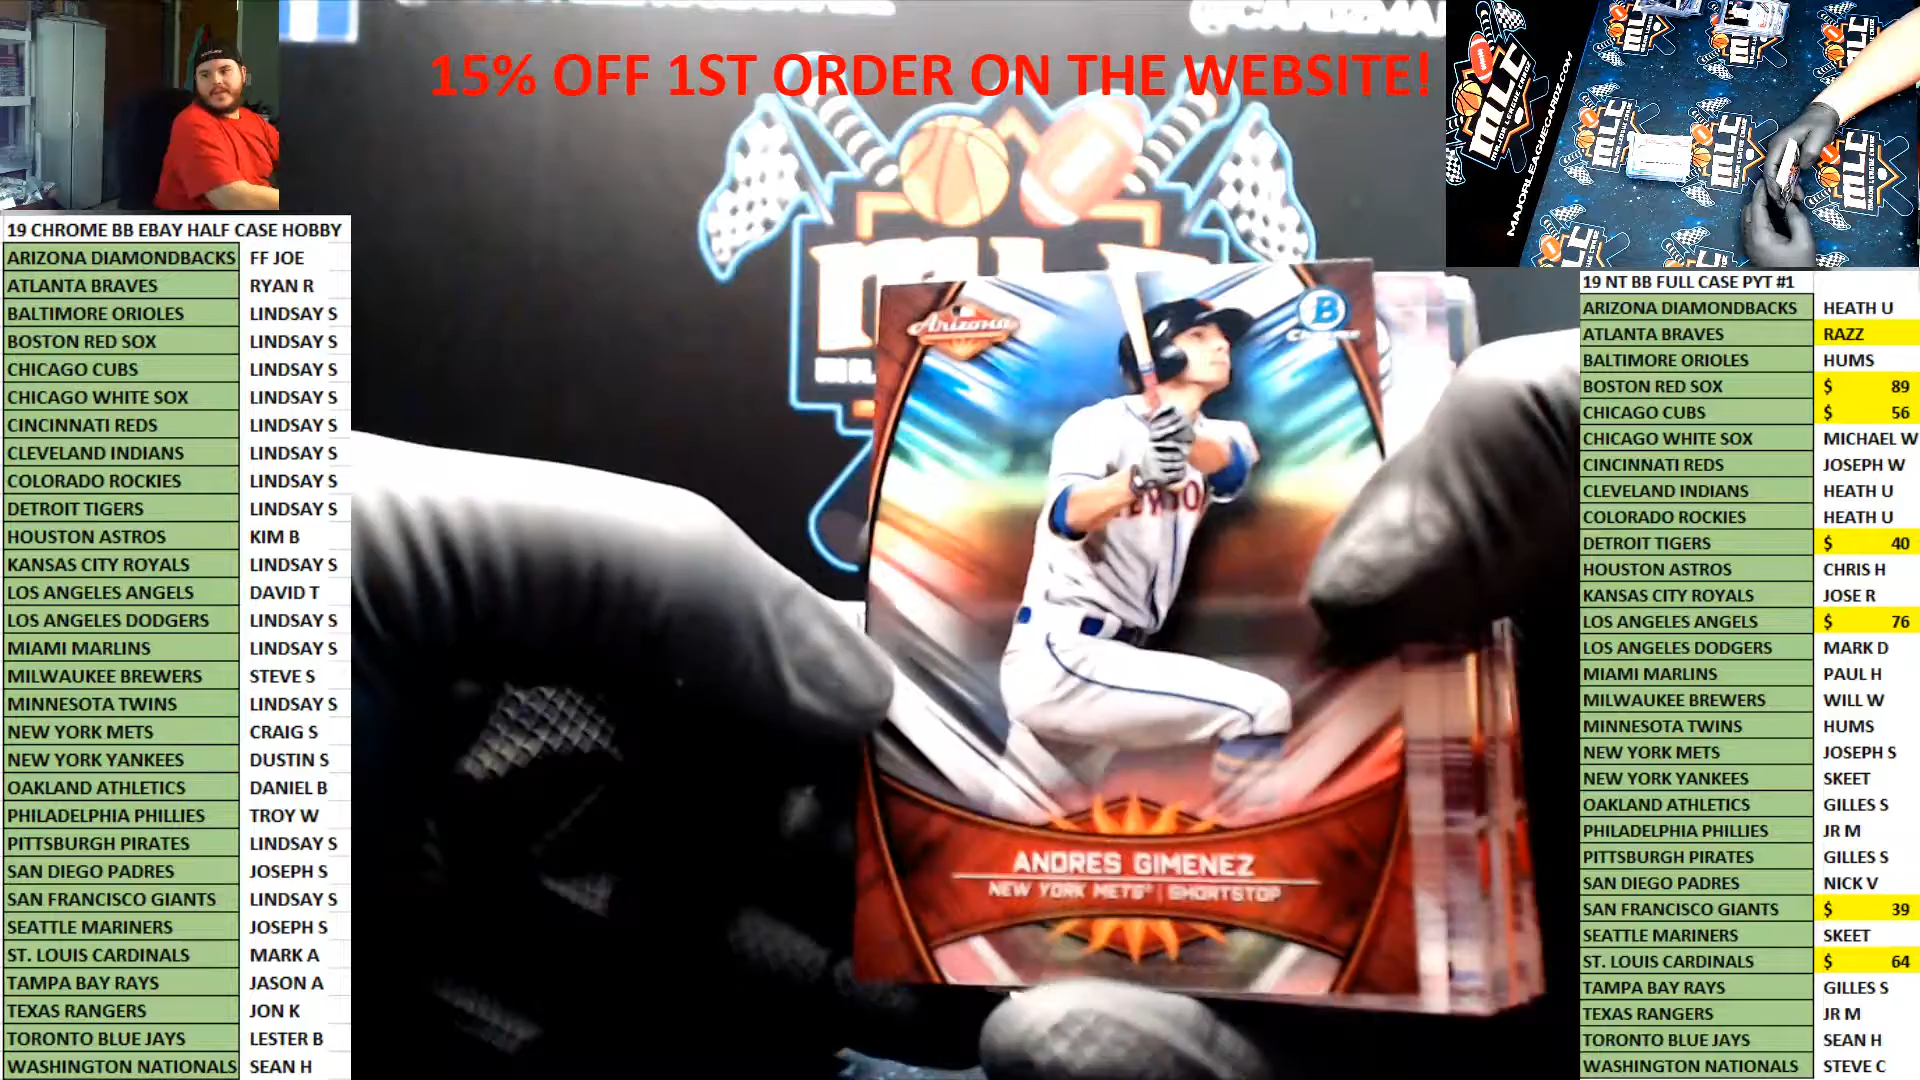 15% OFF 1ST ORDER ON THE WEBSITE!
MLC
MAJOR LEAGUE CARDZ
MAJORLEAGUECARDZ.COM
19 CHROME BB EBAY HALF CASE HOBBY
ARIZONA DIAMONDBACKS FF JOE
ATLANTA BRAVES RYAN R
BALTIMORE ORIOLES LINDSAY S
BOSTON RED SOX LINDSAY S
CHICAGO CUBS LINDSAY S
CHICAGO WHITE SOX LINDSAY S
CINCINNATI REDS LINDSAY S
CLEVELAND INDIANS LINDSAY S
COLORADO ROCKIES LINDSAY S
DETROIT TIGERS LINDSAY S
HOUSTON ASTROS KIM B
KANSAS CITY ROYALS LINDSAY S
LOS ANGELES ANGELS DAVID T
LOS ANGELES DODGERS LINDSAY S
MIAMI MARLINS LINDSAY S
MILWAUKEE BREWERS STEVE S
MINNESOTA TWINS LINDSAY S
NEW YORK METS CRAIG S
NEW YORK YANKEES DUSTIN S
OAKLAND ATHLETICS DANIEL B
PHILADELPHIA PHILLIES TROY W
PITTSBURGH PIRATES LINDSAY S
SAN DIEGO PADRES JOSEPH S
SAN FRANCISCO GIANTS LINDSAY S
SEATTLE MARINERS JOSEPH S
ST. LOUIS CARDINALS MARK A
TAMPA BAY RAYS JASON A
TEXAS RANGERS JON K
TORONTO BLUE JAYS LESTER B
WASHINGTON NATIONALS SEAN H
Arizona
B
ANDRES GIMENEZ
NEW YORK METS | SHORTSTOP
19 NT BB FULL CASE PYT #1
ARIZONA DIAMONDBACKS HEATH U
ATLANTA BRAVES RAZZ
BALTIMORE ORIOLES HUMS
BOSTON RED SOX $ 89
CHICAGO CUBS $ 56
CHICAGO WHITE SOX MICHAEL W
CINCINNATI REDS JOSEPH W
CLEVELAND INDIANS HEATH U
COLORADO ROCKIES HEATH U
DETROIT TIGERS $ 40
HOUSTON ASTROS CHRIS H
KANSAS CITY ROYALS JOSE R
LOS ANGELES ANGELS $ 76
LOS ANGELES DODGERS MARK D
MIAMI MARLINS PAUL H
MILWAUKEE BREWERS WILL W
MINNESOTA TWINS HUMS
NEW YORK METS JOSEPH S
NEW YORK YANKEES SKEET
OAKLAND ATHLETICS GILLES S
PHILADELPHIA PHILLIES JR M
PITTSBURGH PIRATES GILLES S
SAN DIEGO PADRES NICK V
SAN FRANCISCO GIANTS $ 39
SEATTLE MARINERS SKEET
ST. LOUIS CARDINALS $ 64
TAMPA BAY RAYS GILLES S
TEXAS RANGERS JR M
TORONTO BLUE JAYS SEAN H
WASHINGTON NATIONALS STEVE C